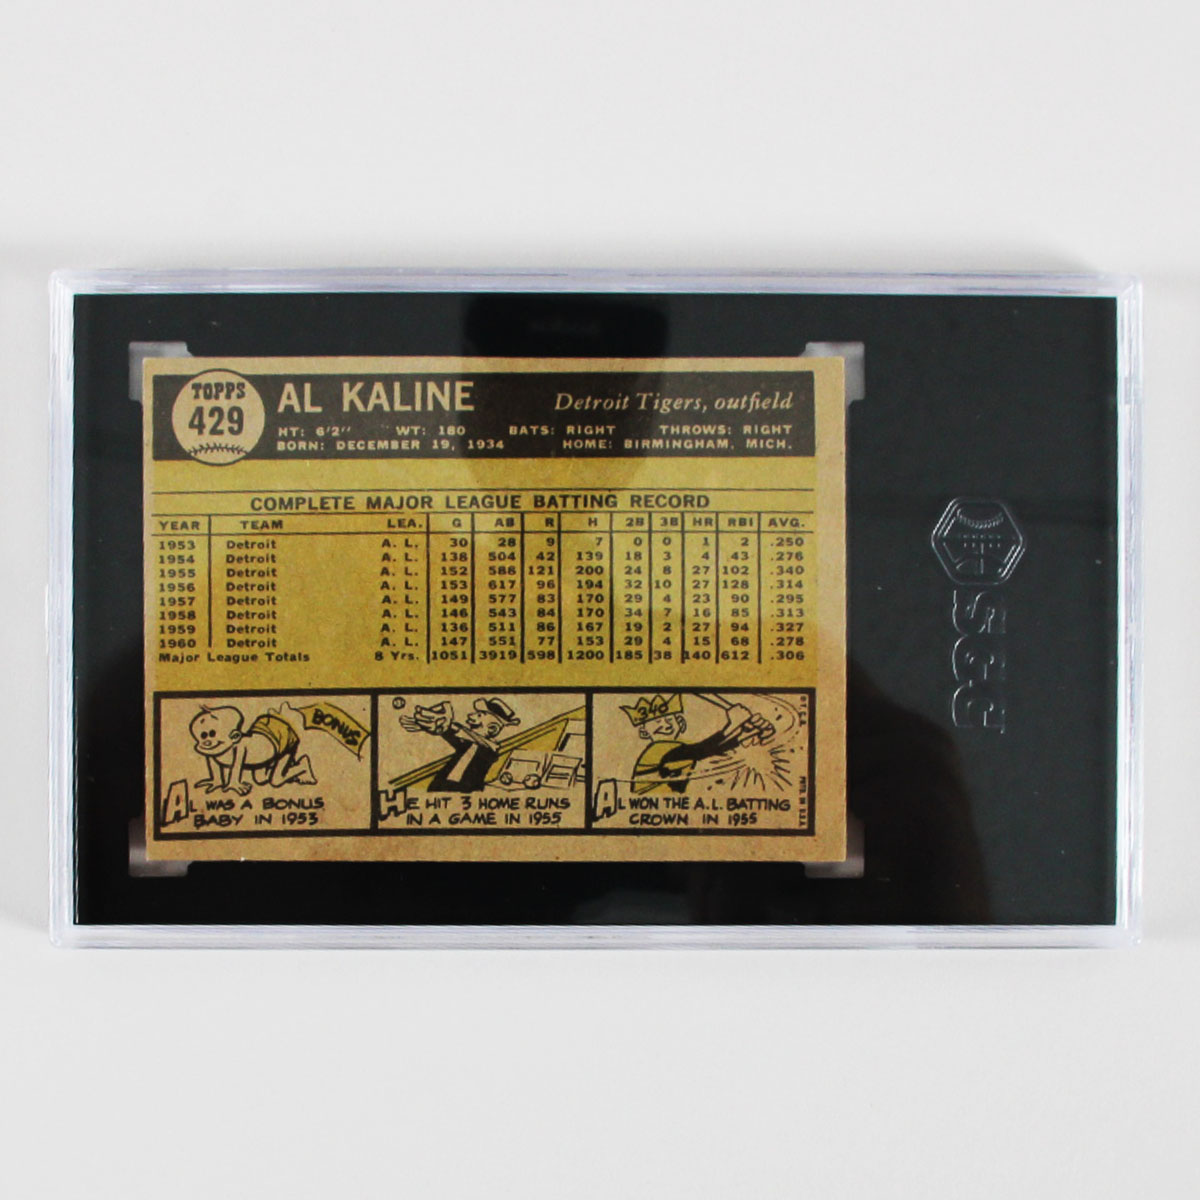 TOPPS
429
AL KALINE
Detroit Tigers, outfield
HT: 6'2" WT: 180 BATS: RIGHT THROWS: RIGHT
BORN: DECEMBER 19, 1934 HOME: BIRMINGHAM, MICH.
COMPLETE MAJOR LEAGUE BATTING RECORD
YEAR TEAM LEA. G AB R H 2B 3B HR RBI AVG.
1953 Detroit A. L. 30 28 9 7 0 0 1 2 .250
1954 Detroit A. L. 138 504 42 139 18 3 4 43 .276
1955 Detroit A. L. 152 588 121 200 24 8 27 102 .340
1956 Detroit A. L. 153 617 96 194 32 10 27 128 .314
1957 Detroit A. L. 149 577 83 170 29 4 23 90 .295
1958 Detroit A. L. 146 543 84 170 34 7 16 85 .313
1959 Detroit A. L. 136 511 86 167 19 2 27 94 .327
1960 Detroit A. L. 147 551 77 153 29 4 15 68 .278
Major League Totals 8 Yrs. 1051 3919 598 1200 185 38 140 612 .306
BONUS
AL WAS A BONUS
BABY IN 1953
HE HIT 3 HOME RUNS
IN A GAME IN 1955
340
AL WON THE A.L. BATTING
CROWN IN 1955
© T.C.G. PRTD. IN U.S.A.
SGC